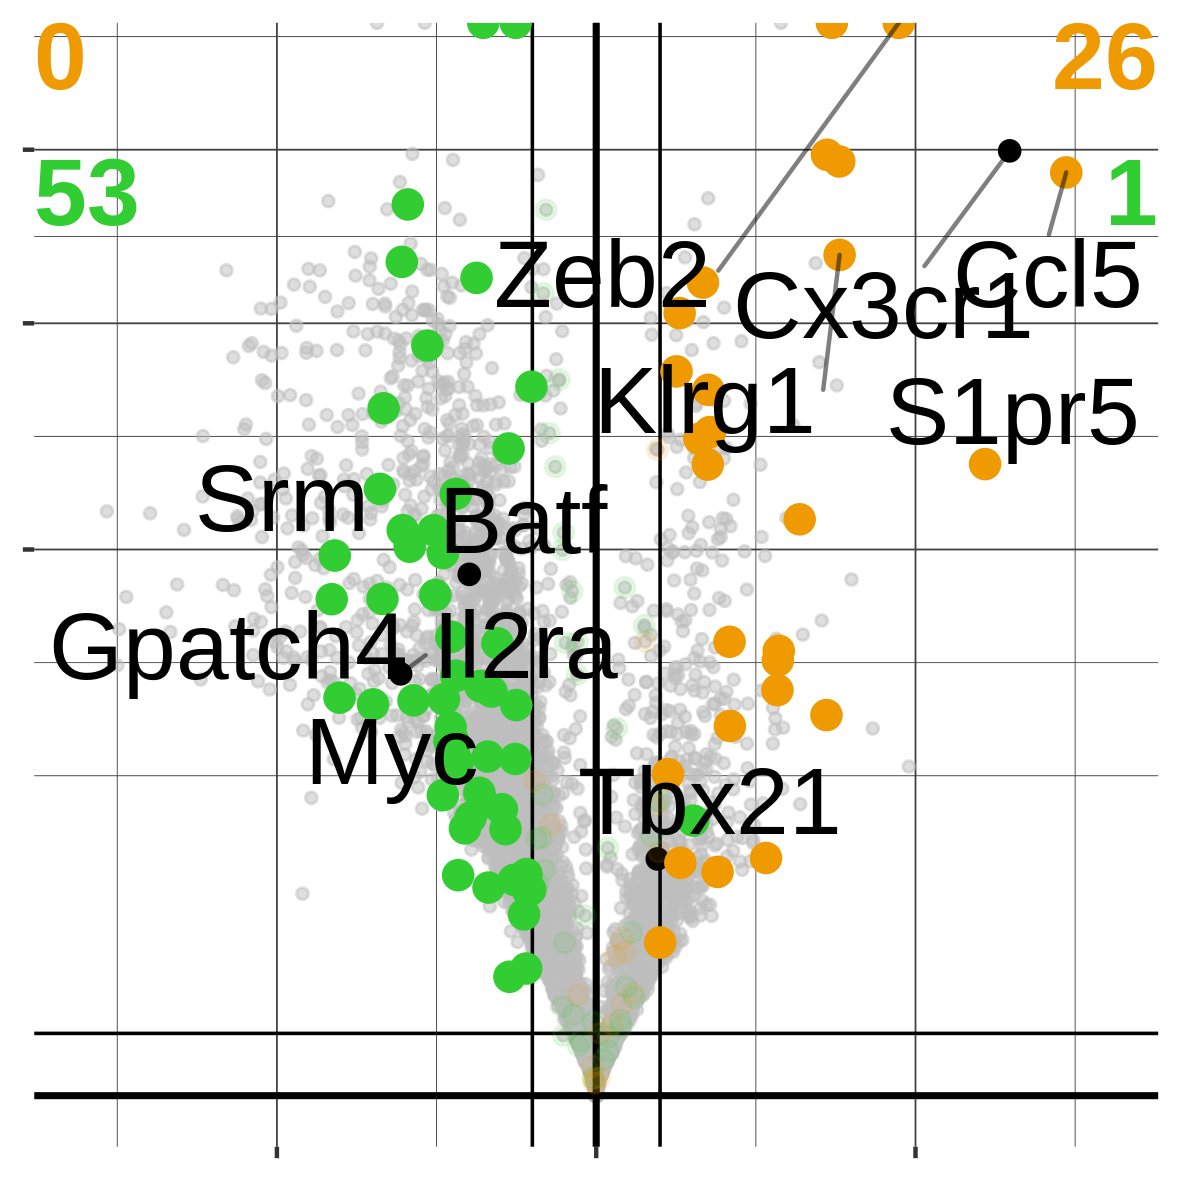 0
26
53
1
Zeb2
Ccl5
Cx3cr1
Klrg1
S1pr5
Srm
Batf
Gpatch4
Il2ra
Myc
Tbx21